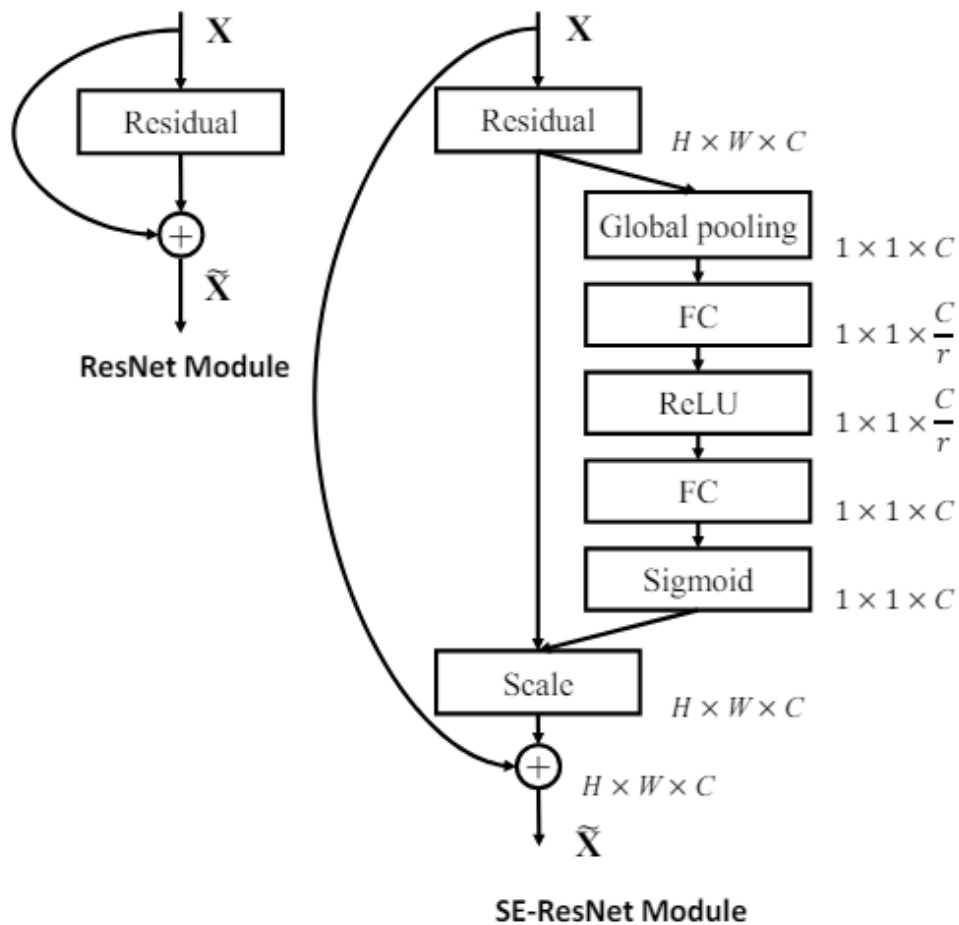 X
Residual
+
X̃
ResNet Module
X
Residual
H × W × C
Global pooling
1 × 1 × C
FC
1 × 1 × C/r
ReLU
1 × 1 × C/r
FC
1 × 1 × C
Sigmoid
1 × 1 × C
Scale
H × W × C
+
H × W × C
X̃
SE-ResNet Module